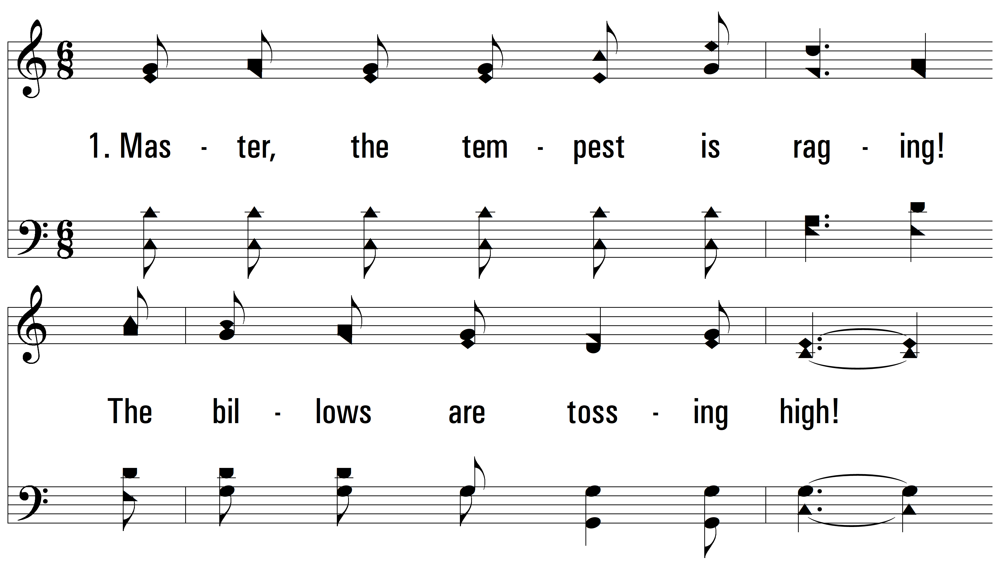 1. Mas - ter, the tem - pest is rag - ing!
The bil - lows are toss - ing high!